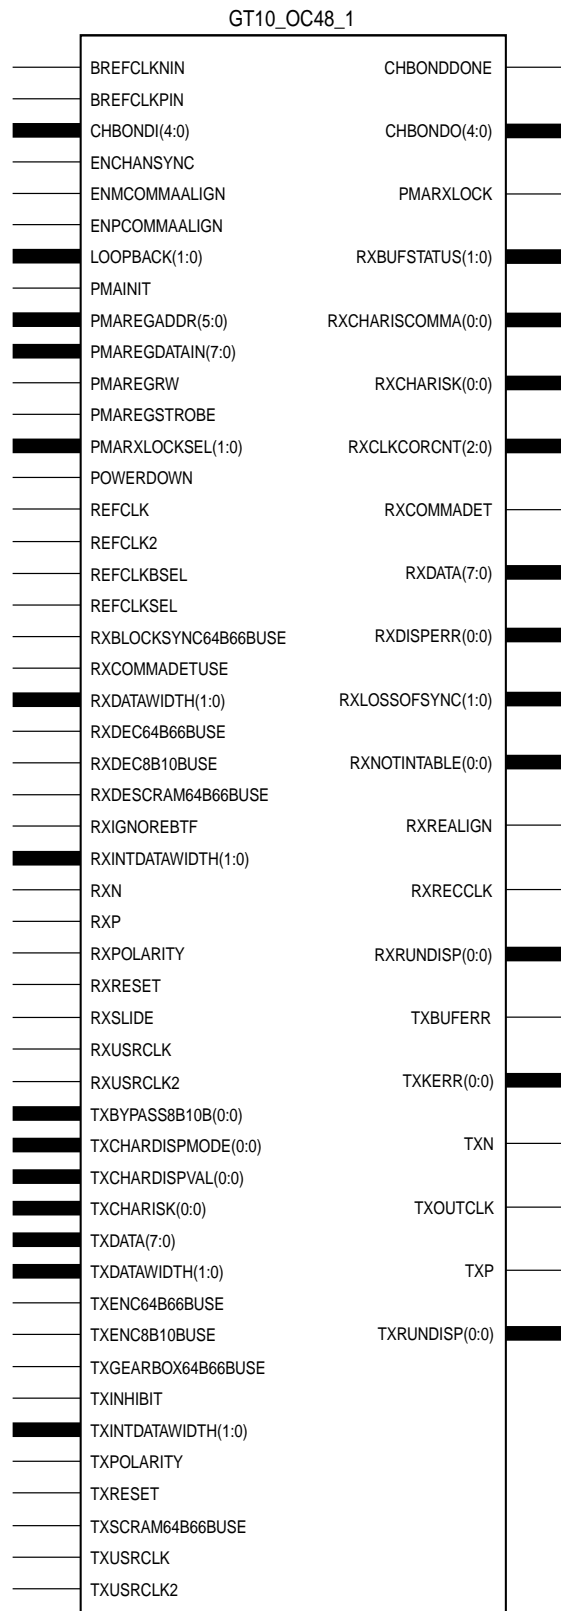 GT10_OC48_1
BREFCLKNIN
CHBONDDONE
BREFCLKPIN
CHBONDI(4:0)
CHBONDO(4:0)
ENCHANSYNC
ENMCOMMAALIGN
PMARXLOCK
ENPCOMMAALIGN
LOOPBACK(1:0)
RXBUFSTATUS(1:0)
PMAINIT
PMAREGADDR(5:0)
RXCHARISCOMMA(0:0)
PMAREGDATAIN(7:0)
PMAREGRW
RXCHARISK(0:0)
PMAREGSTROBE
PMARXLOCKSEL(1:0)
RXCLKCORCNT(2:0)
POWERDOWN
REFCLK
RXCOMMADET
REFCLK2
REFCLKBSEL
RXDATA(7:0)
REFCLKSEL
RXBLOCKSYNC64B66BUSE
RXDISPERR(0:0)
RXCOMMADETUSE
RXDATAWIDTH(1:0)
RXLOSSOFSYNC(1:0)
RXDEC64B66BUSE
RXDEC8B10BUSE
RXNOTINTABLE(0:0)
RXDESCRAM64B66BUSE
RXIGNOREBTF
RXREALIGN
RXINTDATAWIDTH(1:0)
RXN
RXRECCLK
RXP
RXPOLARITY
RXRUNDISP(0:0)
RXRESET
RXSLIDE
TXBUFERR
RXUSRCLK
RXUSRCLK2
TXKERR(0:0)
TXBYPASS8B10B(0:0)
TXCHARDISPMODE(0:0)
TXN
TXCHARDISPVAL(0:0)
TXCHARISK(0:0)
TXOUTCLK
TXDATA(7:0)
TXDATAWIDTH(1:0)
TXP
TXENC64B66BUSE
TXENC8B10BUSE
TXRUNDISP(0:0)
TXGEARBOX64B66BUSE
TXINHIBIT
TXINTDATAWIDTH(1:0)
TXPOLARITY
TXRESET
TXSCRAM64B66BUSE
TXUSRCLK
TXUSRCLK2